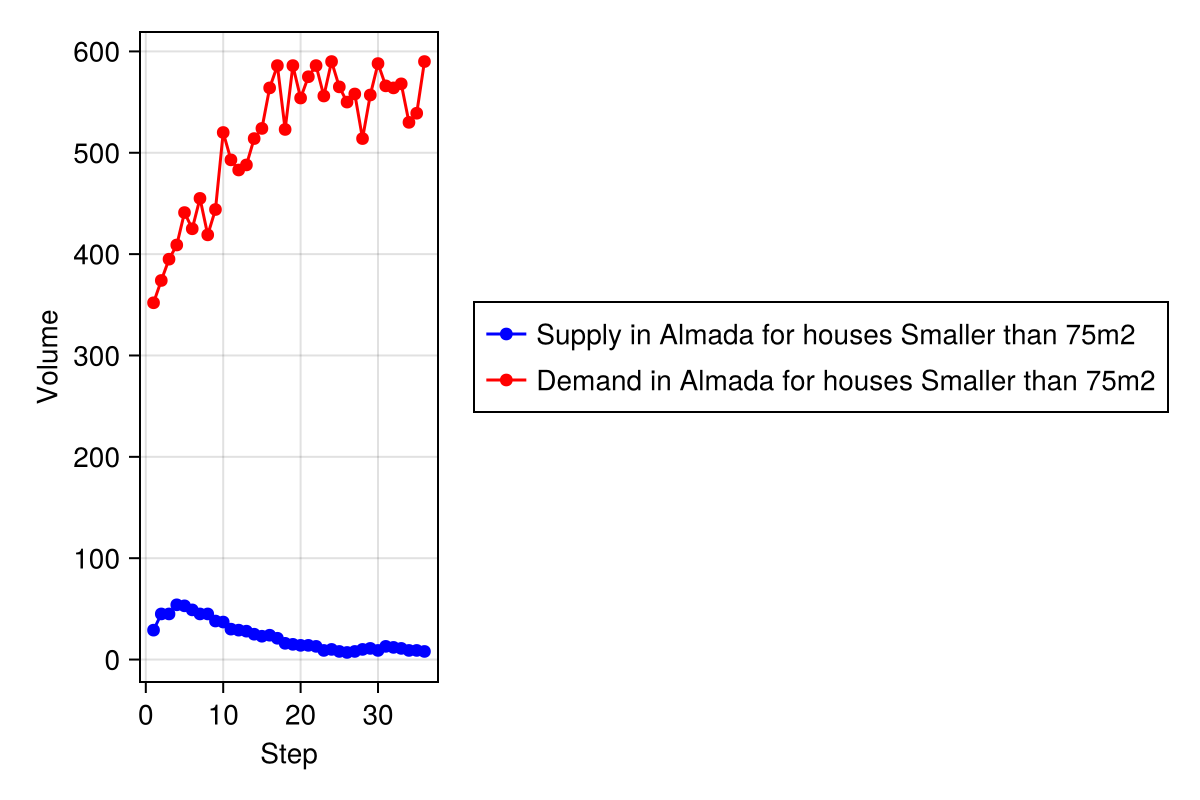 600
500
400
300
200
100
0
Volume
0 10 20 30
Step
Supply in Almada for houses Smaller than 75m2
Demand in Almada for houses Smaller than 75m2